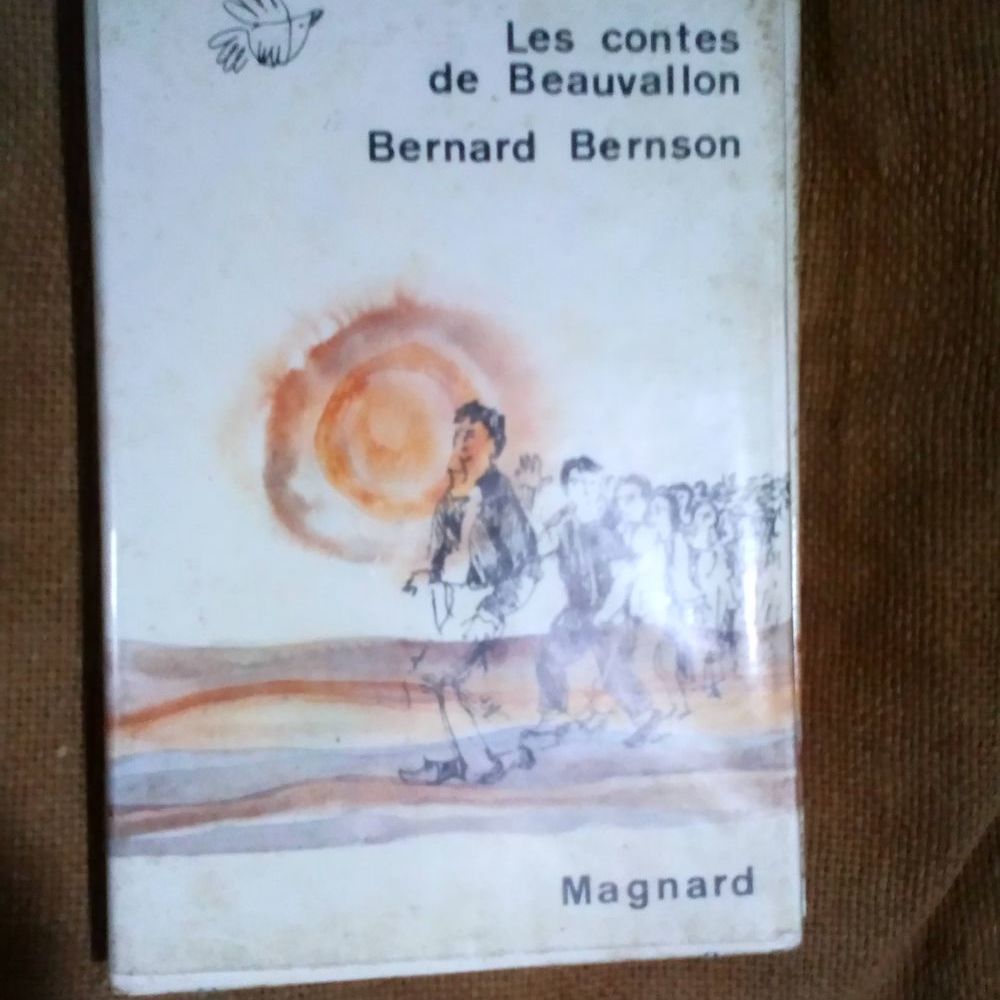 Les contes
de Beauvallon
Bernard Bernson
Magnard